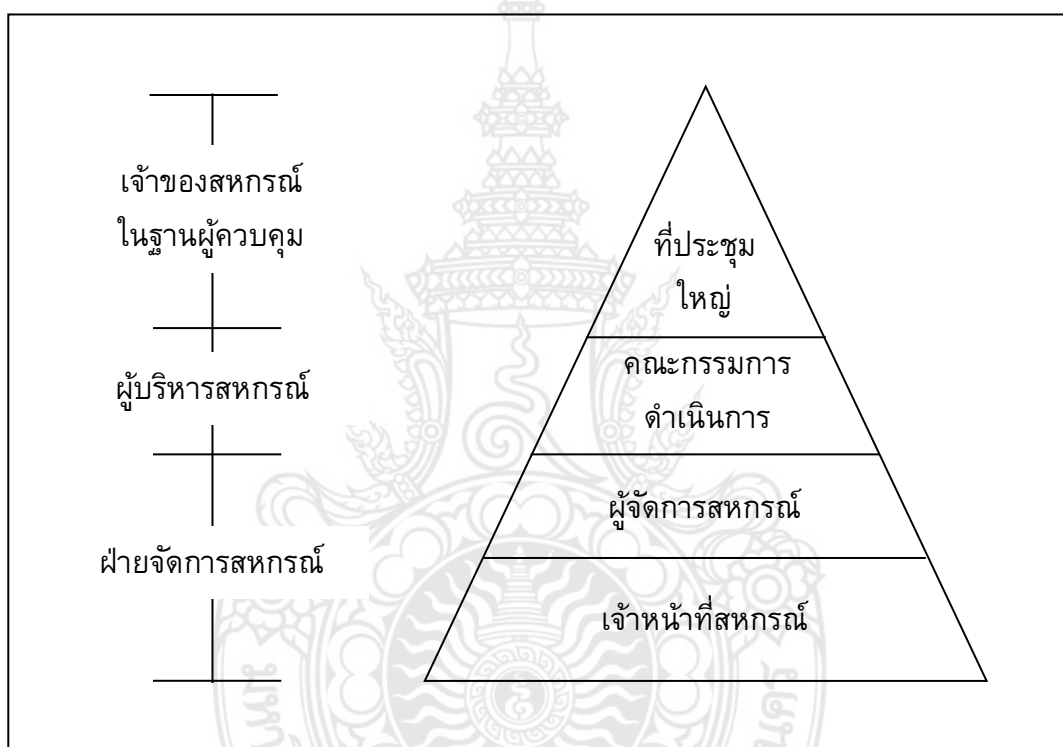 เจ้าของสหกรณ์
ในฐานผู้ควบคุม
ผู้บริหารสหกรณ์
ฝ่ายจัดการสหกรณ์
ที่ประชุม
ใหญ่
คณะกรรมการ
ดำเนินการ
ผู้จัดการสหกรณ์
เจ้าหน้าที่สหกรณ์